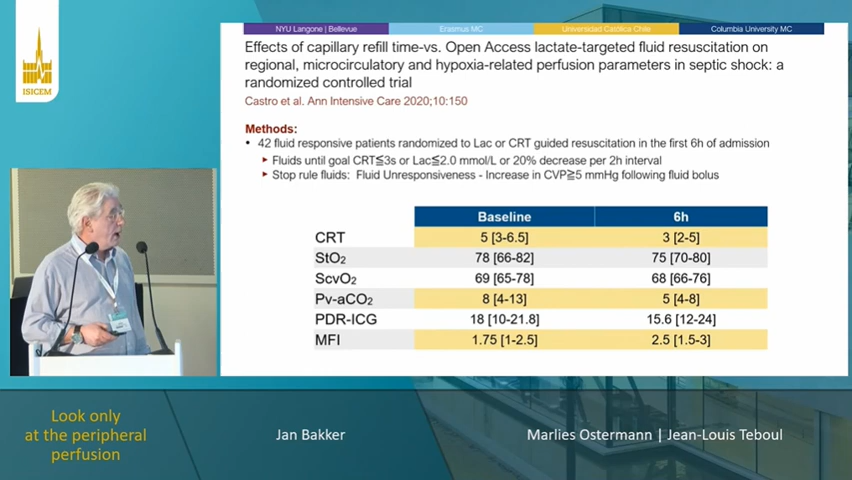 ISICEM
NYU Langone | Bellevue
Erasmus MC
Universidad Católica Chile
Columbia University MC
Effects of capillary refill time-vs. Open Access lactate-targeted fluid resuscitation on
regional, microcirculatory and hypoxia-related perfusion parameters in septic shock: a
randomized controlled trial
Castro et al. Ann Intensive Care 2020;10:150
Methods:
• 42 fluid responsive patients randomized to Lac or CRT guided resuscitation in the first 6h of admission
▸ Fluids until goal CRT≦3s or Lac≦2.0 mmol/L or 20% decrease per 2h interval
▸ Stop rule fluids: Fluid Unresponsiveness - Increase in CVP≧5 mmHg following fluid bolus
Baseline 6h
CRT 5 [3-6.5] 3 [2-5]
StO₂ 78 [66-82] 75 [70-80]
ScvO₂ 69 [65-78] 68 [66-76]
Pv-aCO₂ 8 [4-13] 5 [4-8]
PDR-ICG 18 [10-21.8] 15.6 [12-24]
MFI 1.75 [1-2.5] 2.5 [1.5-3]
Look only
at the peripheral
perfusion
Jan Bakker
Marlies Ostermann | Jean-Louis Teboul